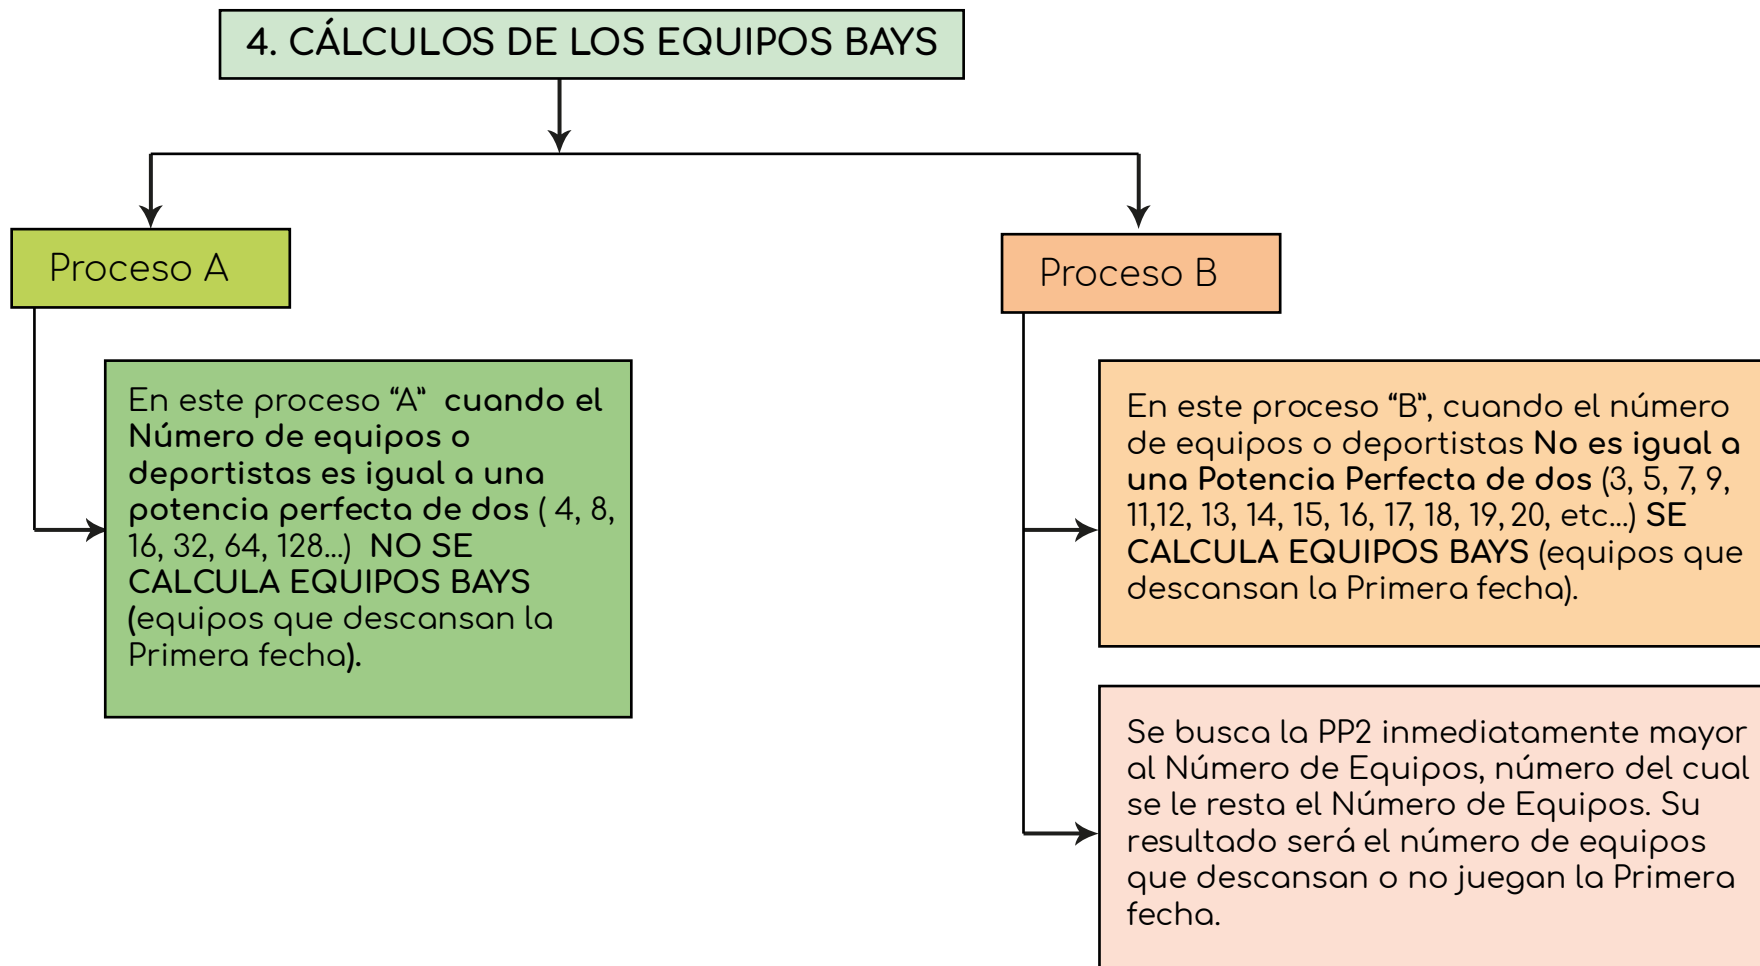 4. CÁLCULOS DE LOS EQUIPOS BAYS
Proceso A
En este proceso “A” cuando el
Número de equipos o
deportistas es igual a una
potencia perfecta de dos ( 4, 8,
16, 32, 64, 128...) NO SE
CALCULA EQUIPOS BAYS
(equipos que descansan la
Primera fecha).
Proceso B
En este proceso “B”, cuando el número
de equipos o deportistas No es igual a
una Potencia Perfecta de dos (3, 5, 7, 9,
11,12, 13, 14, 15, 16, 17, 18, 19, 20, etc...) SE
CALCULA EQUIPOS BAYS (equipos que
descansan la Primera fecha).
Se busca la PP2 inmediatamente mayor
al Número de Equipos, número del cual
se le resta el Número de Equipos. Su
resultado será el número de equipos
que descansan o no juegan la Primera
fecha.